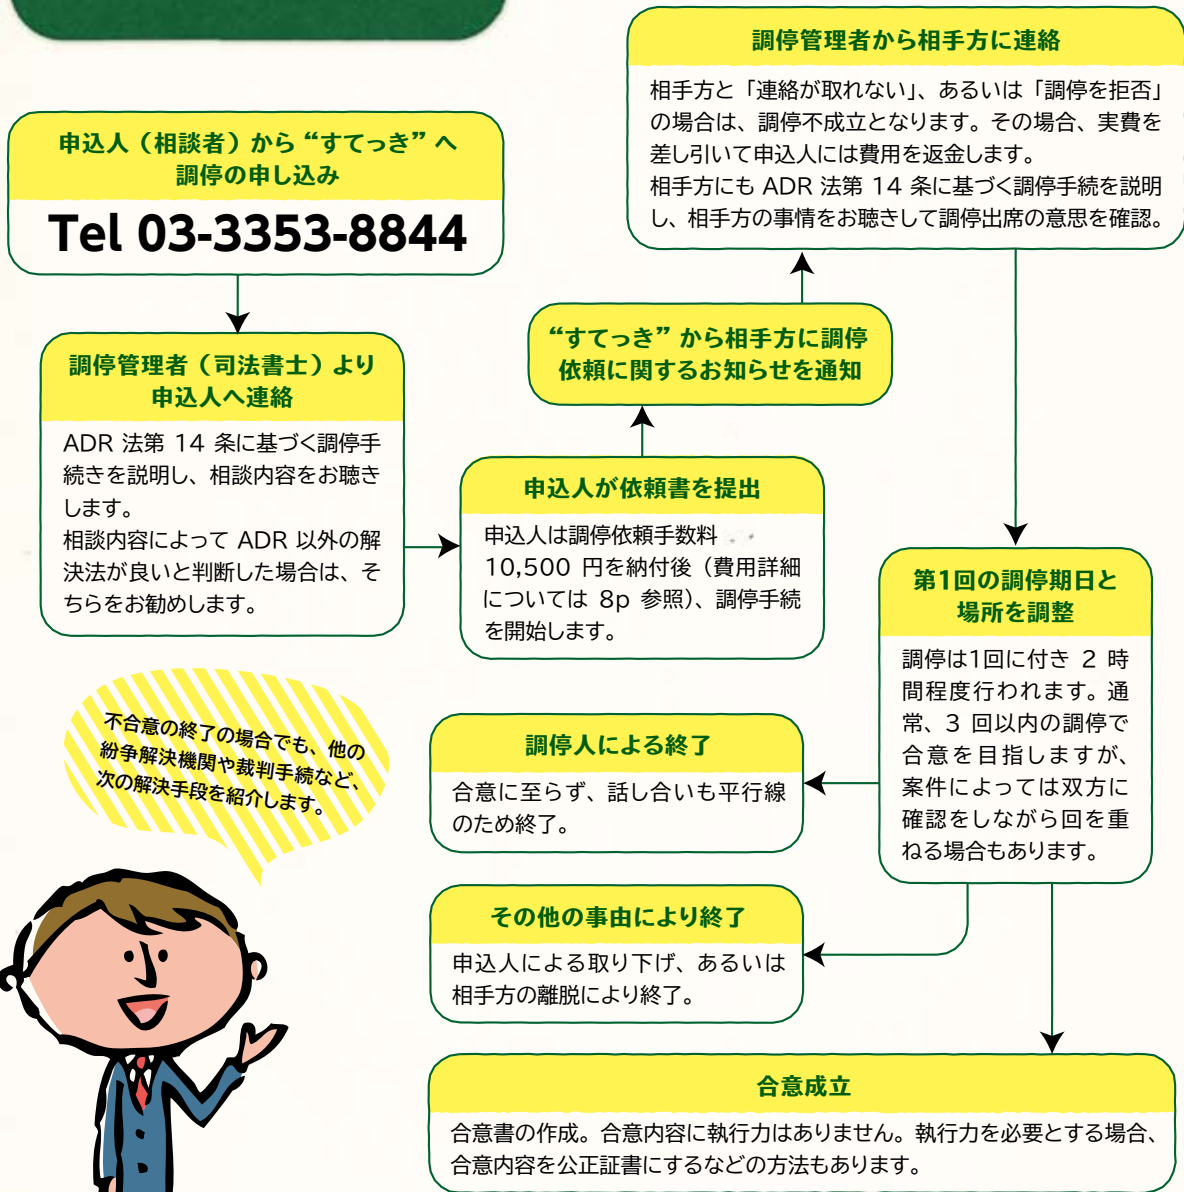 申込人（相談者）から“すてっき”へ
調停の申し込み
Tel 03-3353-8844
調停管理者（司法書士）より
申込人へ連絡
ADR 法第 14 条に基づく調停手
続きを説明し、相談内容をお聴き
します。
相談内容によって ADR 以外の解
決法が良いと判断した場合は、そ
ちらをお勧めします。
申込人が依頼書を提出
申込人は調停依頼手数料
10,500 円を納付後（費用詳細
については 8p 参照）、調停手続
を開始します。
“すてっき”から相手方に調停
依頼に関するお知らせを通知
調停管理者から相手方に連絡
相手方と「連絡が取れない」、あるいは「調停を拒否」
の場合は、調停不成立となります。その場合、実費を
差し引いて申込人には費用を返金します。
相手方にも ADR 法第 14 条に基づく調停手続を説明
し、相手方の事情をお聴きして調停出席の意思を確認。
第1回の調停期日と
場所を調整
調停は1回に付き 2 時
間程度行われます。通
常、3 回以内の調停で
合意を目指しますが、
案件によっては双方に
確認をしながら回を重
ねる場合もあります。
調停人による終了
合意に至らず、話し合いも平行線
のため終了。
その他の事由により終了
申込人による取り下げ、あるいは
相手方の離脱により終了。
合意成立
合意書の作成。合意内容に執行力はありません。執行力を必要とする場合、
合意内容を公正証書にするなどの方法もあります。
不合意の終了の場合でも、他の
紛争解決機関や裁判手続など、
次の解決手段を紹介します。